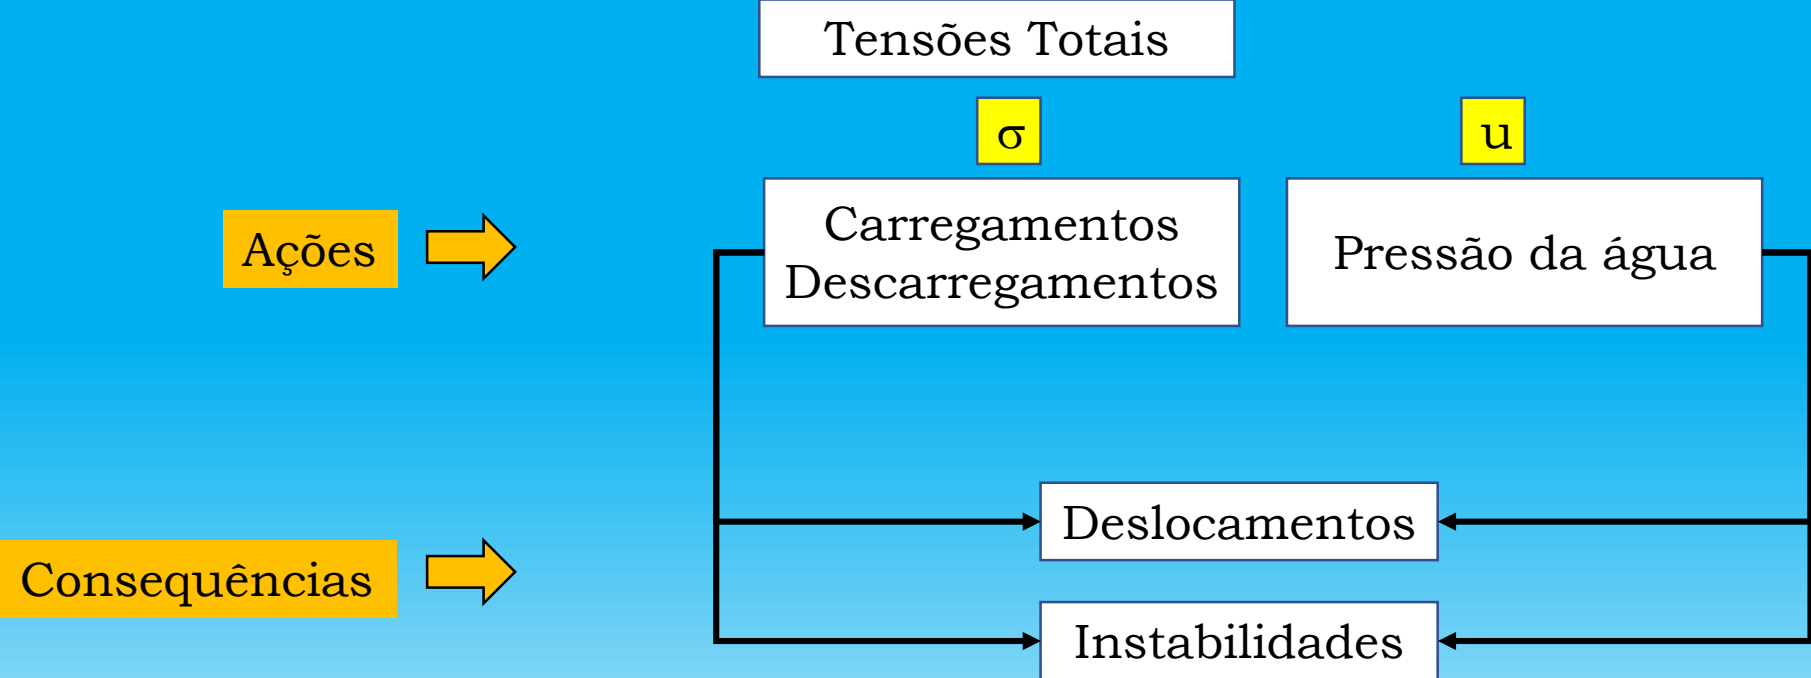 Tensões Totais
σ
u
Ações
Carregamentos
Descarregamentos
Pressão da água
Deslocamentos
Consequências
Instabilidades